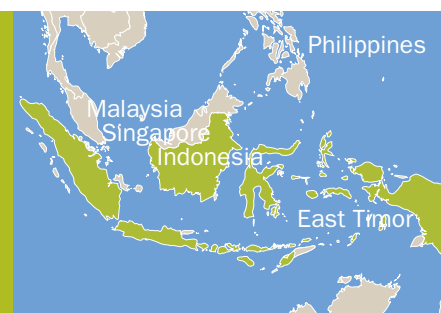 Philippines
Malaysia
Singapore
Indonesia
East Timor